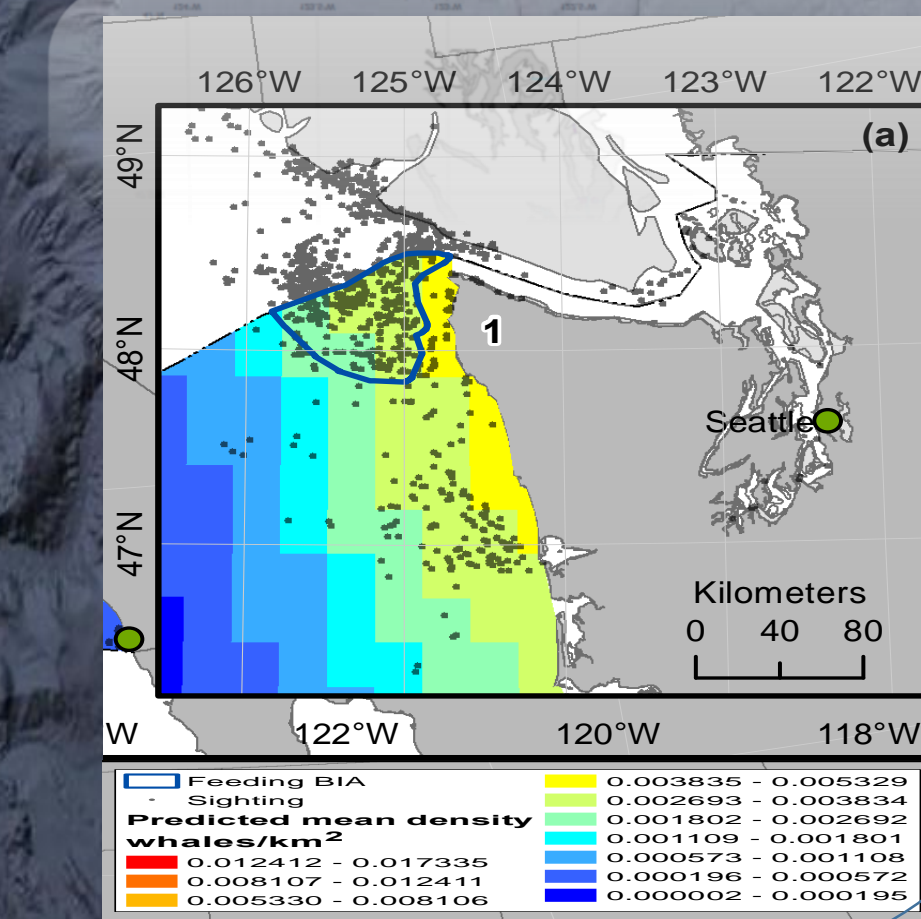 126°W 125°W 124°W 123°W 122°W
(a)
49°N
48°N
47°N
1
Seattle
Kilometers
0 40 80
W 122°W 120°W 118°W
Feeding BIA
Sighting
Predicted mean density
whales/km²
0.012412 - 0.017335
0.008107 - 0.012411
0.005330 - 0.008106
0.003835 - 0.005329
0.002693 - 0.003834
0.001802 - 0.002692
0.001109 - 0.001801
0.000573 - 0.001108
0.000196 - 0.000572
0.000002 - 0.000195